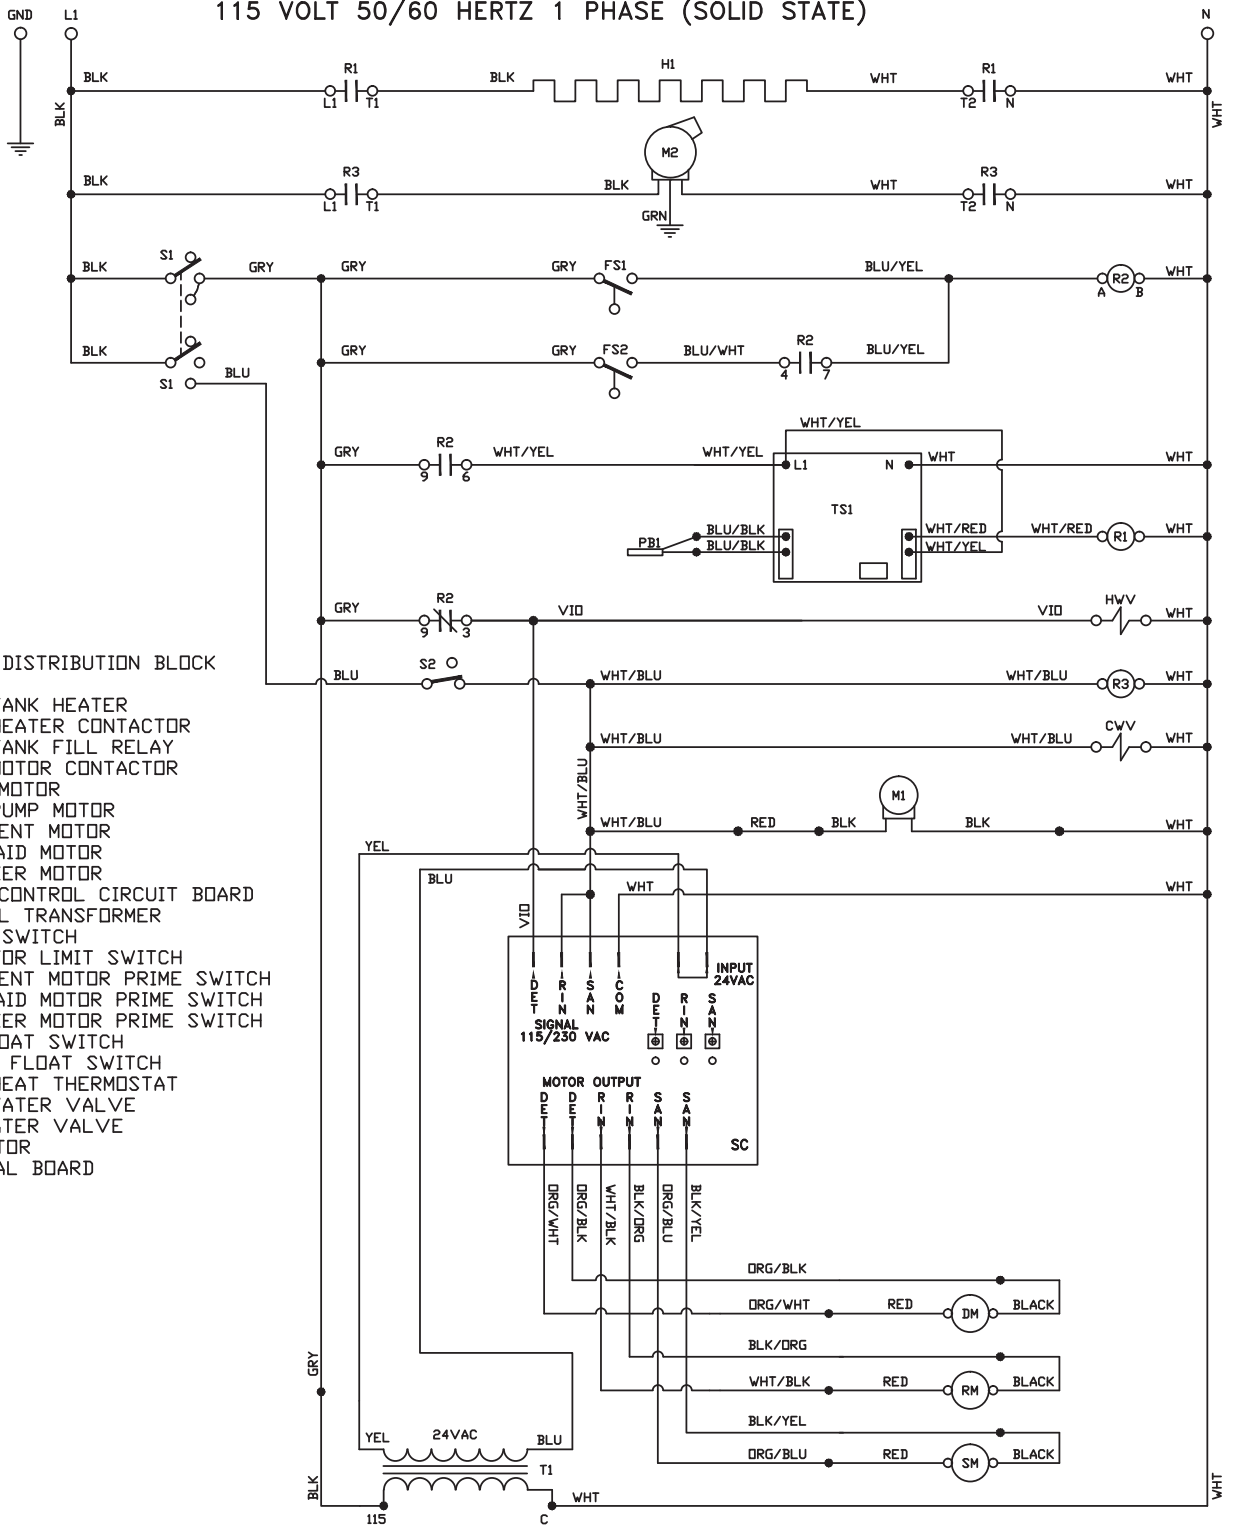 115 VOLT 50/60 HERTZ 1 PHASE (SOLID STATE)
GND L1 N
BLK R1 BLK H1 WHT R1 WHT
L1 T1 T2 N
BLK WHT
M2
BLK R3 BLK WHT R3 WHT
L1 T1 T2 N
GRN
S1
BLK GRY GRY GRY FS1 BLU/YEL R2 WHT
A B
BLK GRY GRY FS2 BLU/WHT R2 BLU/YEL
4 7
S1 BLU
WHT/YEL
GRY R2 WHT/YEL WHT/YEL L1 N WHT WHT
9 6
TS1
PB1 BLU/BLK WHT/RED WHT/RED R1 WHT
BLU/BLK WHT/YEL
GRY R2 VIO VIO HWV WHT
9 3
DISTRIBUTION BLOCK
S2
BLU WHT/BLU WHT/BLU R3 WHT
ANK HEATER
EATER CONTACTOR
ANK FILL RELAY
OTOR CONTACTOR
MOTOR
UMP MOTOR
ENT MOTOR
AID MOTOR
ER MOTOR
CONTROL CIRCUIT BOARD
L TRANSFORMER
SWITCH
OR LIMIT SWITCH
ENT MOTOR PRIME SWITCH
AID MOTOR PRIME SWITCH
ER MOTOR PRIME SWITCH
OAT SWITCH
FLOAT SWITCH
EAT THERMOSTAT
ATER VALVE
TER VALVE
TOR
AL BOARD
WHT/BLU WHT/BLU CWV WHT
WHT/BLU
M1
WHT/BLU RED BLK BLK WHT
YEL
BLU
WHT WHT
VIO
INPUT
24VAC
DET RIN SAN COM
DET RIN SAN
SIGNAL
115/230 VAC
MOTOR OUTPUT
DET DET RIN RIN SAN SAN
SC
ORG/WHT ORG/BLK WHT/BLK BLK/ORG ORG/BLU BLK/YEL
ORG/BLK
ORG/WHT RED DM BLACK
BLK/ORG
WHT/BLK RED RM BLACK
BLK/YEL
ORG/BLU RED SM BLACK
GRY
YEL 24VAC BLU
T1
BLK
WHT
WHT
115 C